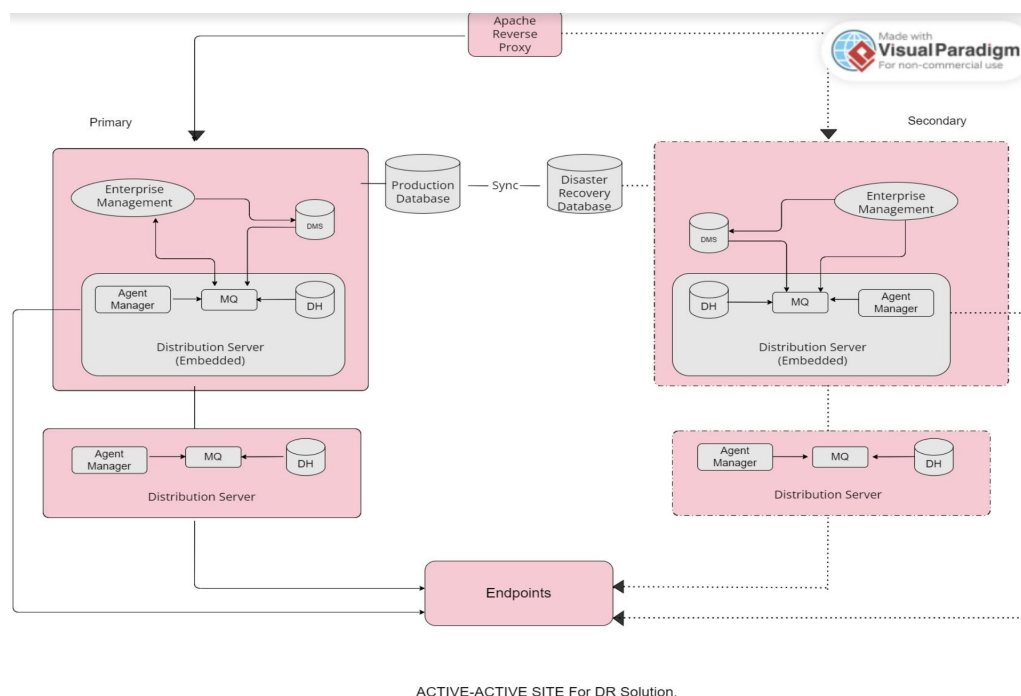 Apache
Reverse
Proxy
Made with
Visual Paradigm
For non-commercial use
Primary
Secondary
Enterprise
Management
DMS
Production
Database
Sync
Disaster
Recovery
Database
Enterprise
Management
DMS
Agent
Manager
MQ
DH
Distribution Server
(Embedded)
DH
MQ
Agent
Manager
Distribution Server
(Embedded)
Agent
Manager
MQ
DH
Distribution Server
Agent
Manager
MQ
DH
Distribution Server
Endpoints
ACTIVE-ACTIVE SITE For DR Solution.